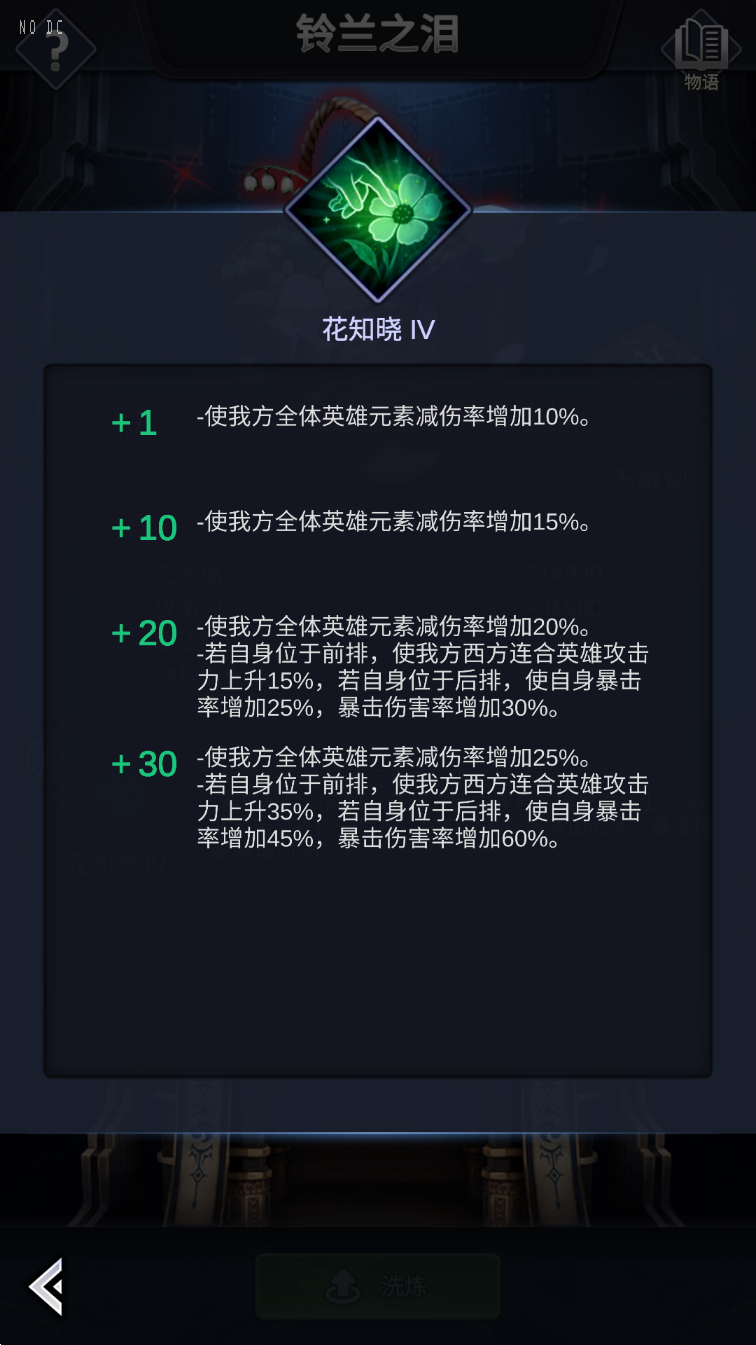 NO DC
铃兰之泪
物语
花知晓 IV
+1
-使我方全体英雄元素减伤率增加10%。
+10
-使我方全体英雄元素减伤率增加15%。
+20
-使我方全体英雄元素减伤率增加20%。
-若自身位于前排，使我方西方连合英雄攻击
力上升15%，若自身位于后排，使自身暴击
率增加25%，暴击伤害率增加30%。
+30
-使我方全体英雄元素减伤率增加25%。
-若自身位于前排，使我方西方连合英雄攻击
力上升35%，若自身位于后排，使自身暴击
率增加45%，暴击伤害率增加60%。
花知晓 IV
洗炼